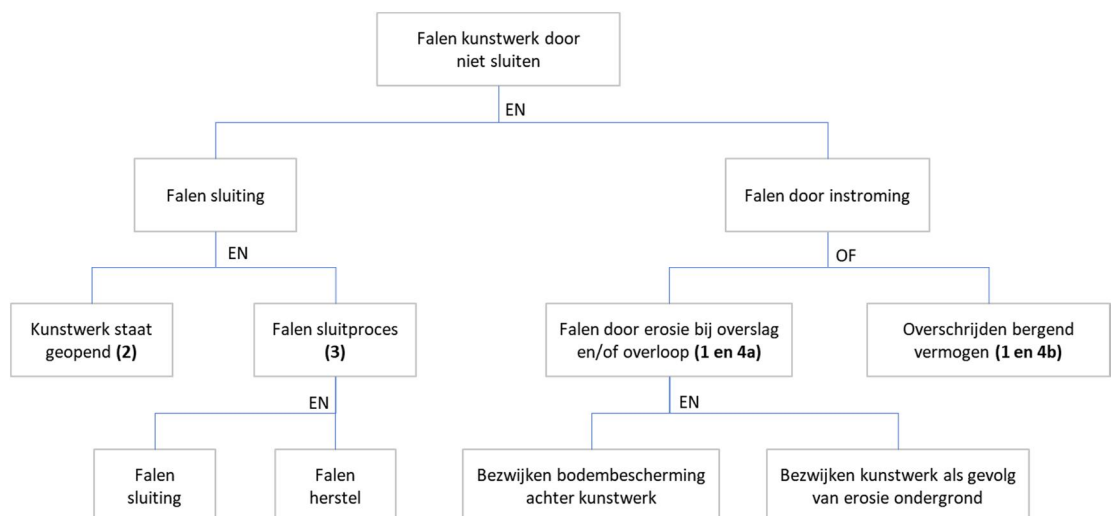 Falen kunstwerk door
niet sluiten
EN
Falen sluiting
Falen door instroming
EN
OF
Kunstwerk staat
geopend (2)
Falen sluitproces
(3)
Falen door erosie bij overslag
en/of overloop (1 en 4a)
Overschrijden bergend
vermogen (1 en 4b)
EN
EN
Falen
sluiting
Falen
herstel
Bezwijken bodembescherming
achter kunstwerk
Bezwijken kunstwerk als gevolg
van erosie ondergrond